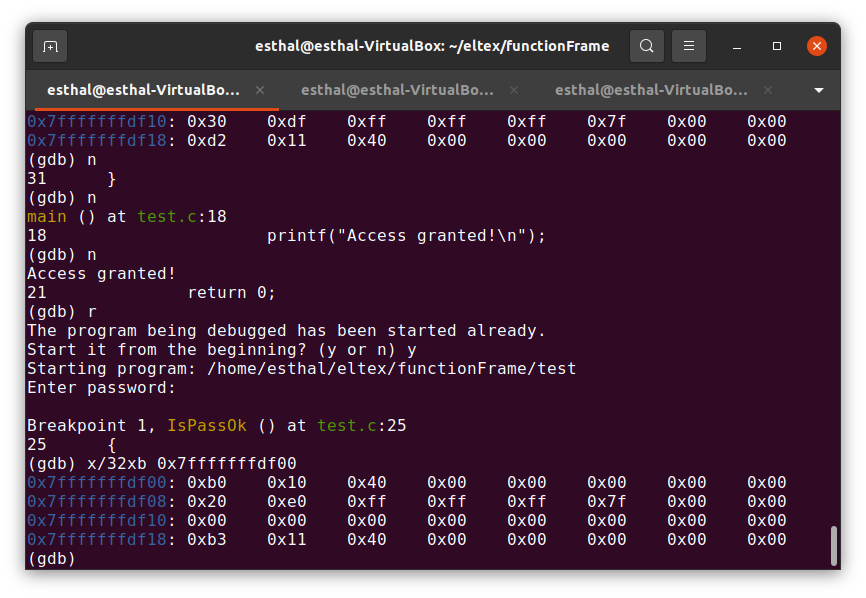 esthal@esthal-VirtualBox: ~/eltex/functionFrame
esthal@esthal-VirtualBo... × esthal@esthal-VirtualBo... × esthal@esthal-VirtualBo... ×
0x7fffffffdf10: 0x30 0xdf 0xff 0xff 0xff 0x7f 0x00 0x00
0x7fffffffdf18: 0xd2 0x11 0x40 0x00 0x00 0x00 0x00 0x00
(gdb) n
31 }
(gdb) n
main () at test.c:18
18 printf("Access granted!\n");
(gdb) n
Access granted!
21 return 0;
(gdb) r
The program being debugged has been started already.
Start it from the beginning? (y or n) y
Starting program: /home/esthal/eltex/functionFrame/test
Enter password:
Breakpoint 1, IsPassOk () at test.c:25
25 {
(gdb) x/32xb 0x7fffffffdf00
0x7fffffffdf00: 0xb0 0x10 0x40 0x00 0x00 0x00 0x00 0x00
0x7fffffffdf08: 0x20 0xe0 0xff 0xff 0xff 0x7f 0x00 0x00
0x7fffffffdf10: 0x00 0x00 0x00 0x00 0x00 0x00 0x00 0x00
0x7fffffffdf18: 0xb3 0x11 0x40 0x00 0x00 0x00 0x00 0x00
(gdb)